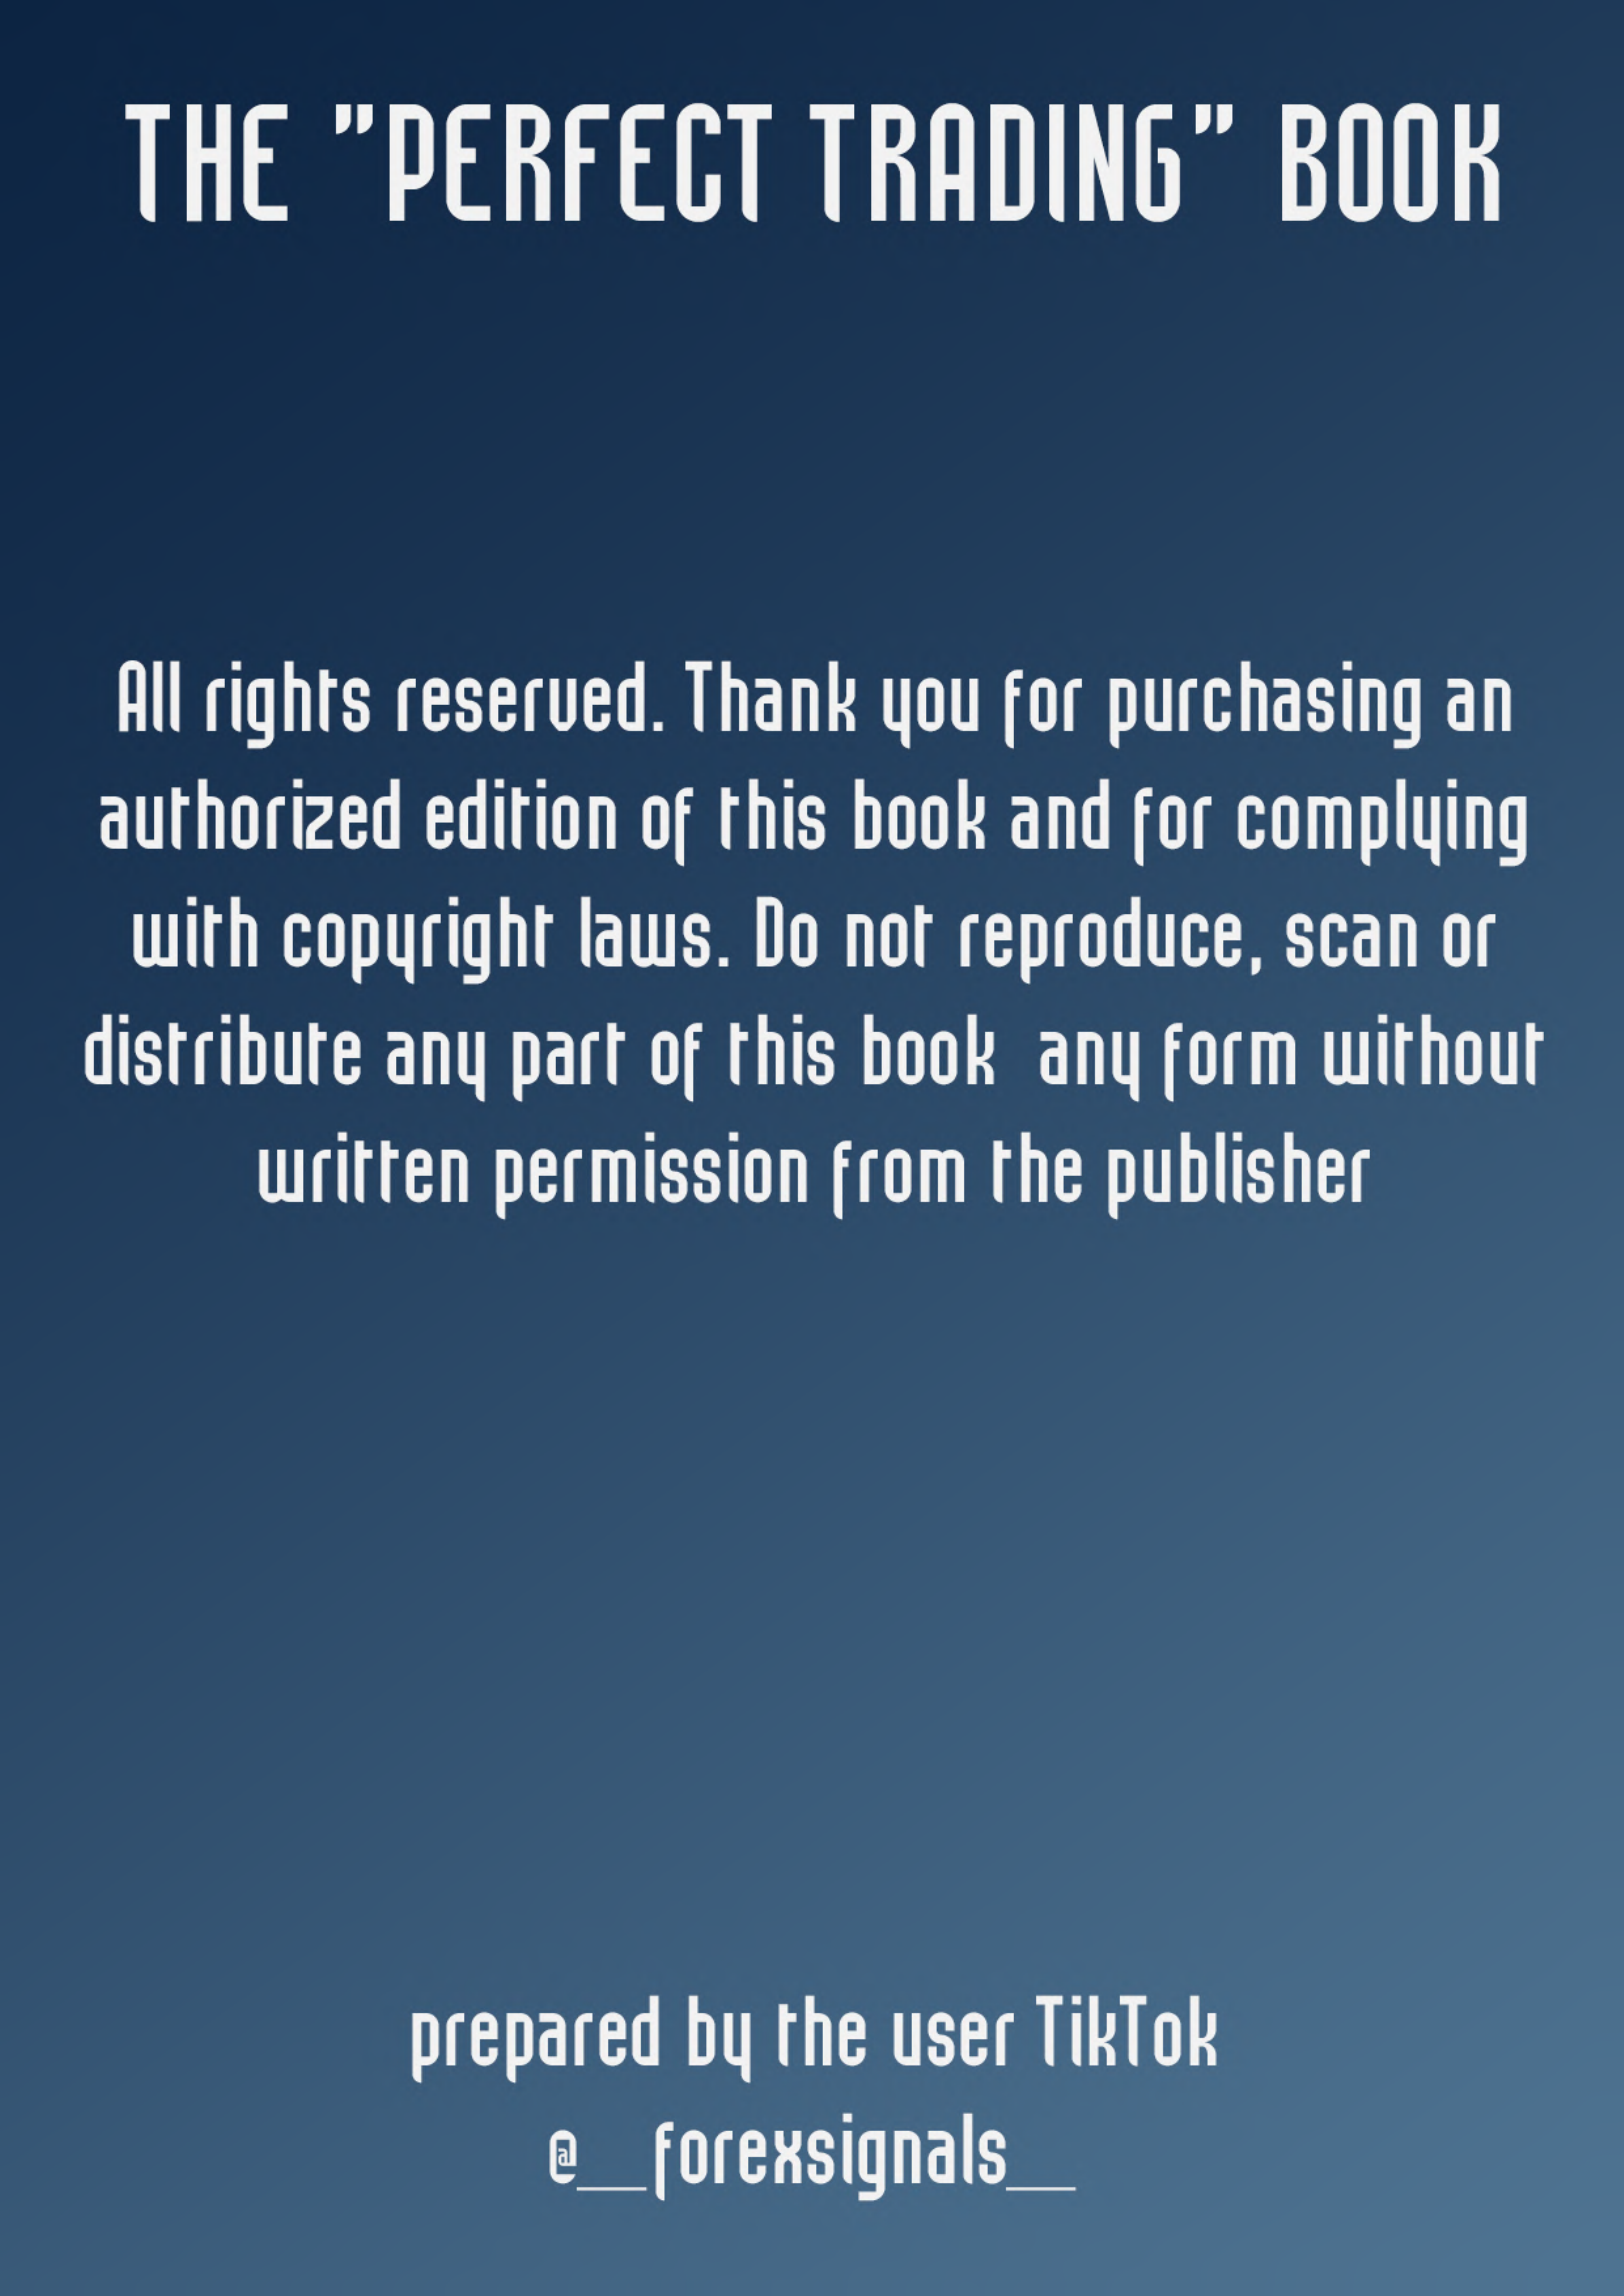 THE "PERFECT TRADING" BOOK
All rights reserved. Thank you for purchasing an
authorized edition of this book and for complying
with copyright laws. Do not reproduce, scan or
distribute any part of this book  any form without
written permission from the publisher
prepared by the user TikTok
@__forexsignals__